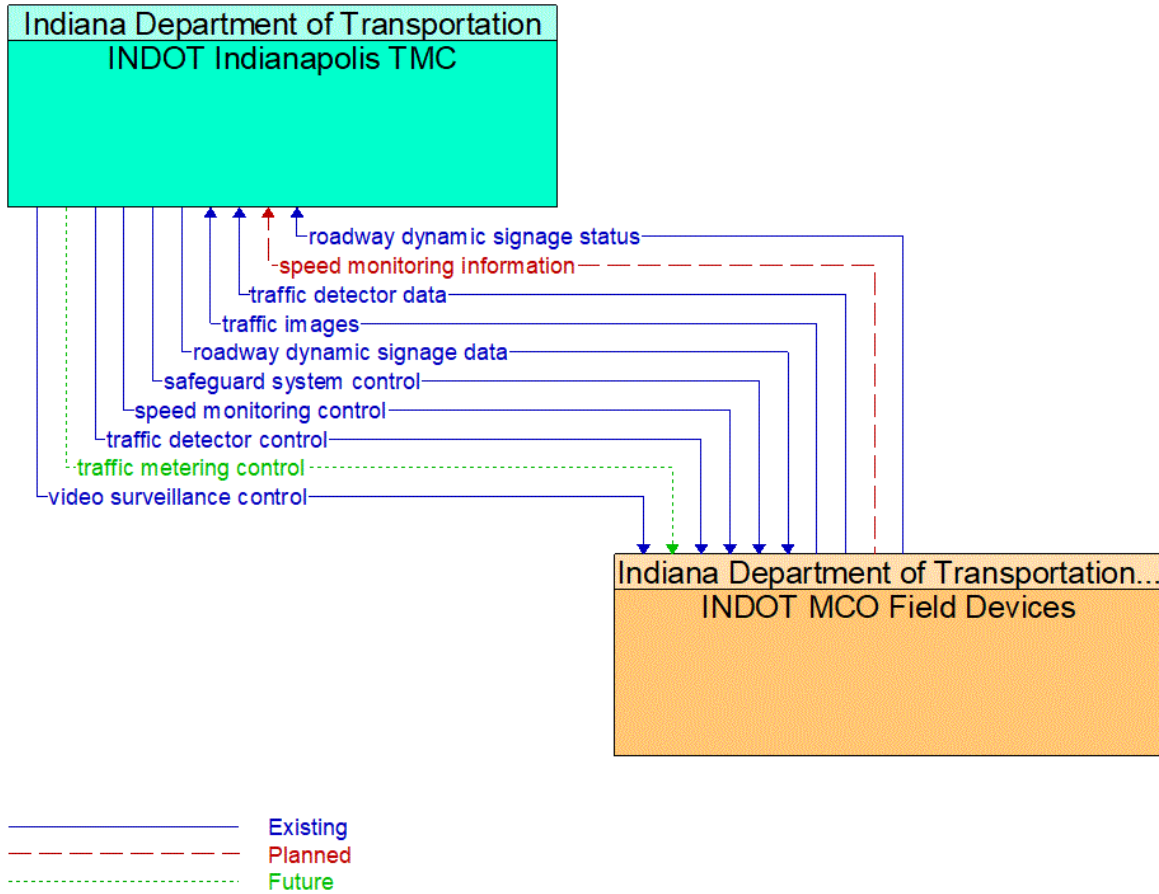 Indiana Department of Transportation
INDOT Indianapolis TMC
roadway dynamic signage status
speed monitoring information
traffic detector data
traffic images
roadway dynamic signage data
safeguard system control
speed monitoring control
traffic detector control
traffic metering control
video surveillance control
Indiana Department of Transportation...
INDOT MCO Field Devices
Existing
Planned
Future